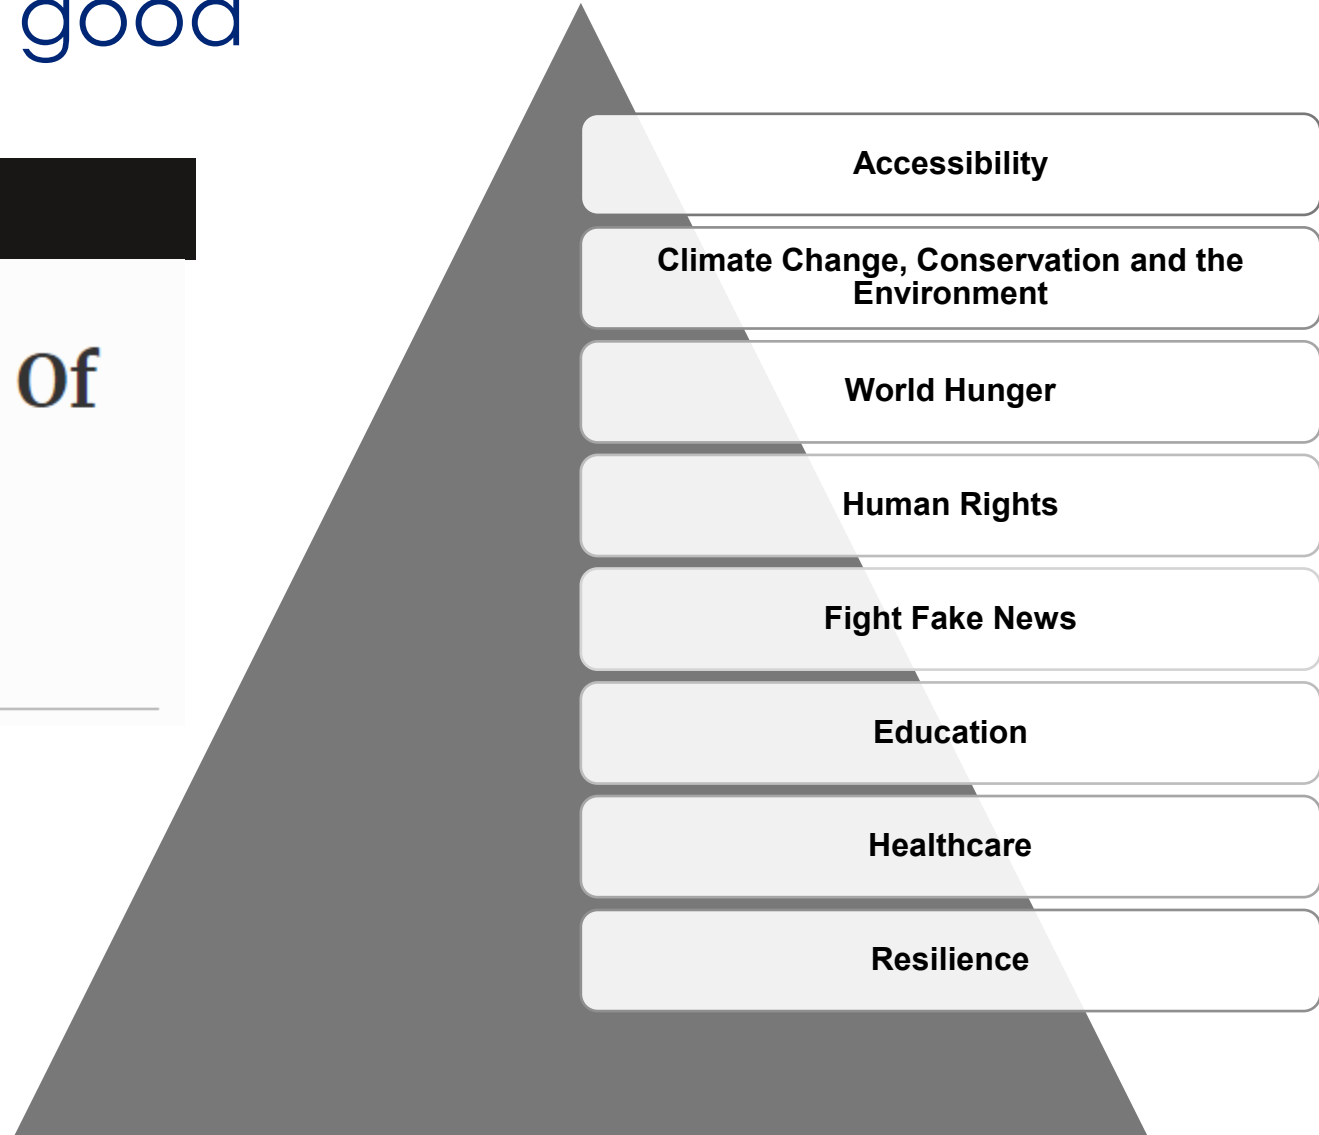 good
Of
Accessibility
Climate Change, Conservation and the
Environment
World Hunger
Human Rights
Fight Fake News
Education
Healthcare
Resilience